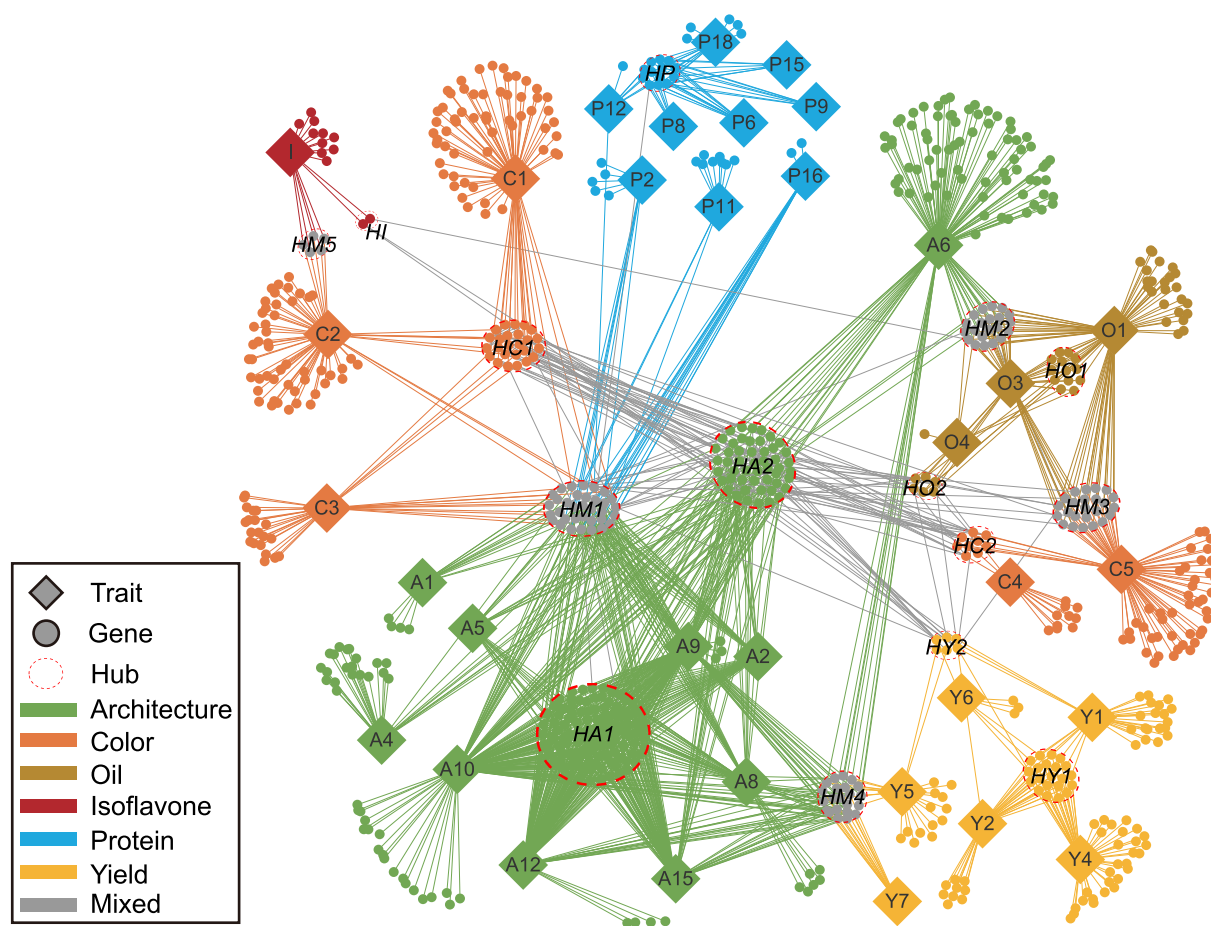 P18
HP
P15
P12
P9
P8
P6
I
C1
P2
P16
P11
HI
HM5
A6
C2
HC1
HM2
O1
HO1
O3
O4
HA2
HO2
C3
HM1
HM3
HC2
C5
A1
C4
A5
A9
A2
HY2
Y6
Y1
A4
HA1
A10
A8
HM4
Y5
HY1
Y2
A12
A15
Y4
Y7
Trait
Gene
Hub
Architecture
Color
Oil
Isoflavone
Protein
Yield
Mixed